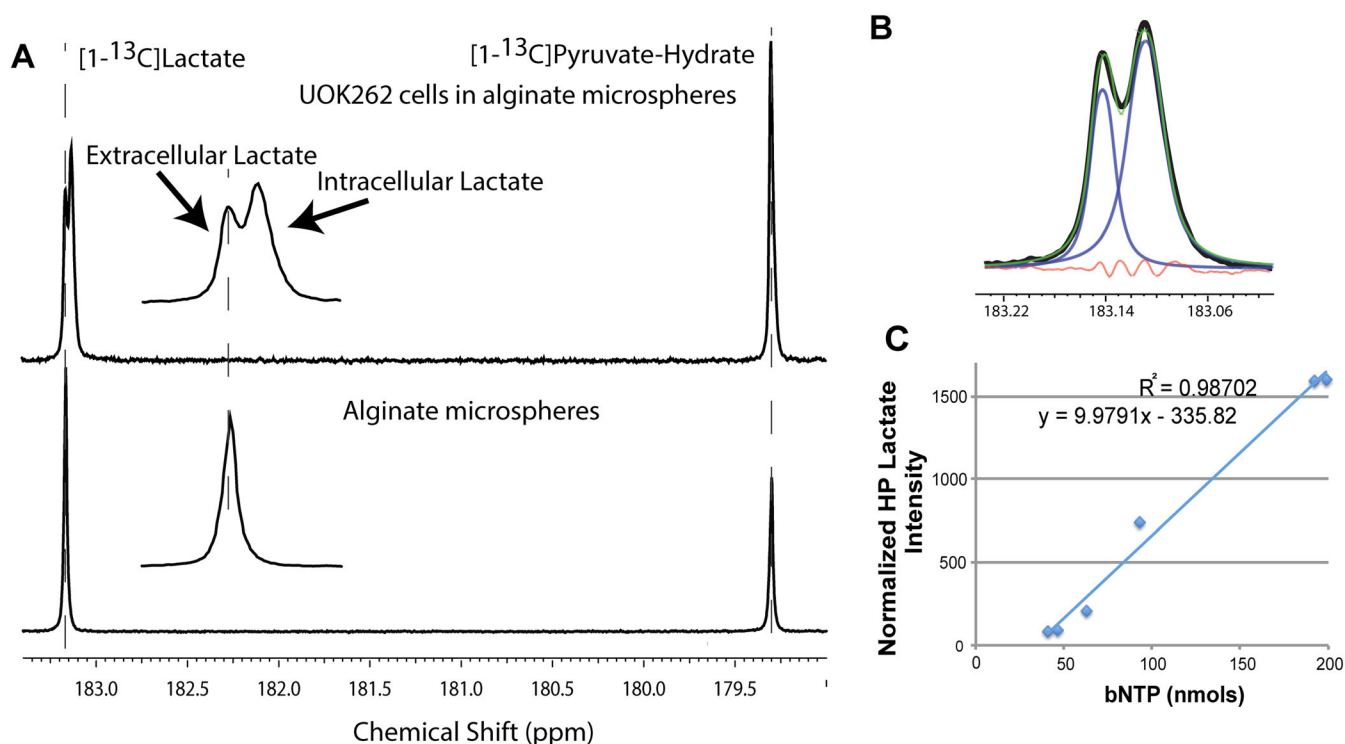 A
[1-13C]Lactate
[1-13C]Pyruvate-Hydrate
UOK262 cells in alginate microspheres
Extracellular Lactate
Intracellular Lactate
Alginate microspheres
183.0 182.5 182.0 181.5 181.0 180.5 180.0 179.5
Chemical Shift (ppm)
B
183.22 183.14 183.06
C
Normalized HP Lactate
Intensity
1500
1000
500
0
R² = 0.98702
y = 9.9791x - 335.82
0 50 100 150 200
bNTP (nmols)